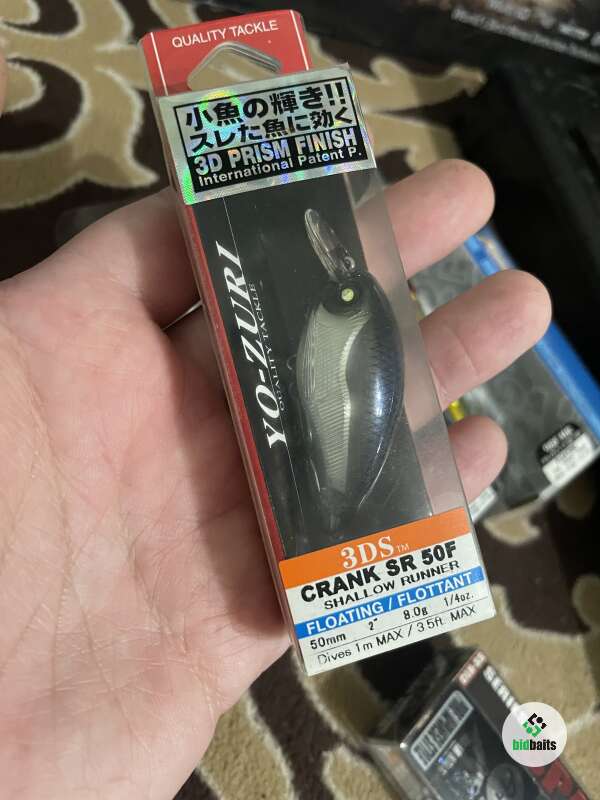 QUALITY TACKLE
小魚の輝き!!
スレた魚に効く
3D PRISM FINISH
International Patent P.
YO-ZURI
QUALITY TACKLE
3DS TM
CRANK SR 50F
SHALLOW RUNNER
FLOATING / FLOTTANT
50mm 2" 8.0g 1/4oz.
Dives 1m MAX / 3.5ft. MAX
bidbaits